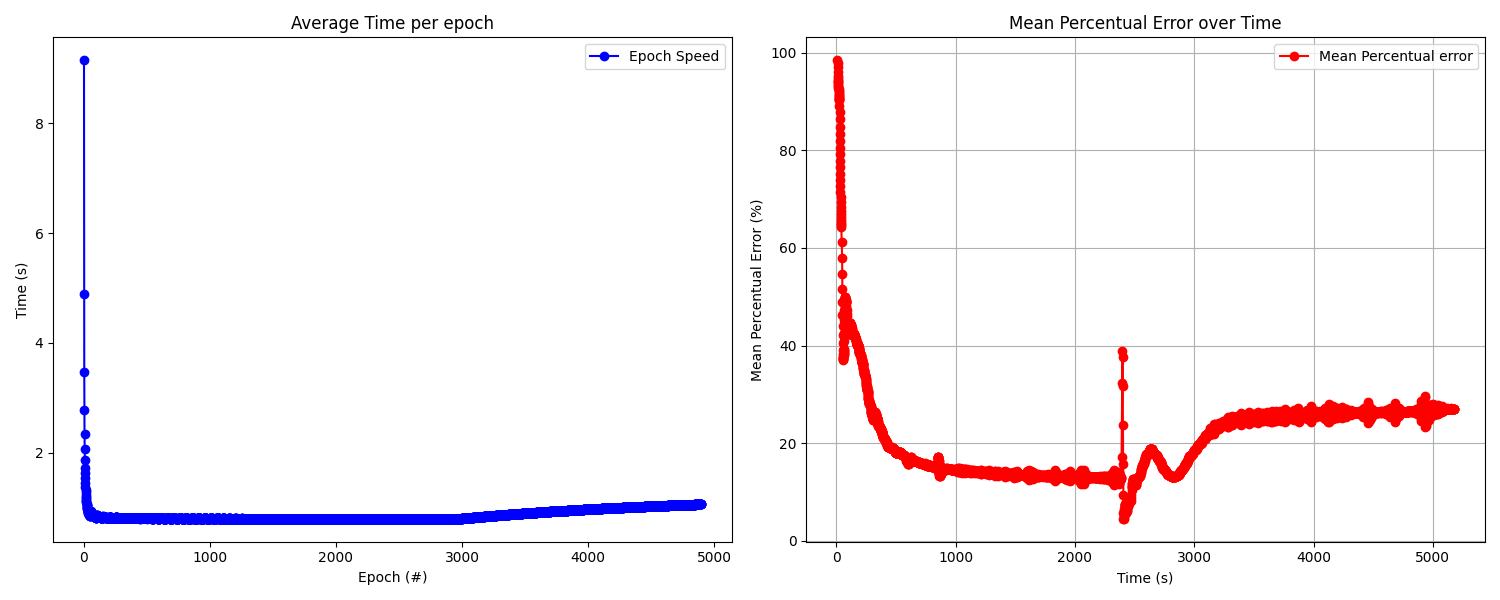 Average Time per epoch
Epoch Speed
8
6
4
2
Time (s)
0
1000
2000
3000
4000
5000
Epoch (#)
Mean Percentual Error over Time
Mean Percentual error
100
80
60
40
20
0
Mean Percentual Error (%)
0
1000
2000
3000
4000
5000
Time (s)